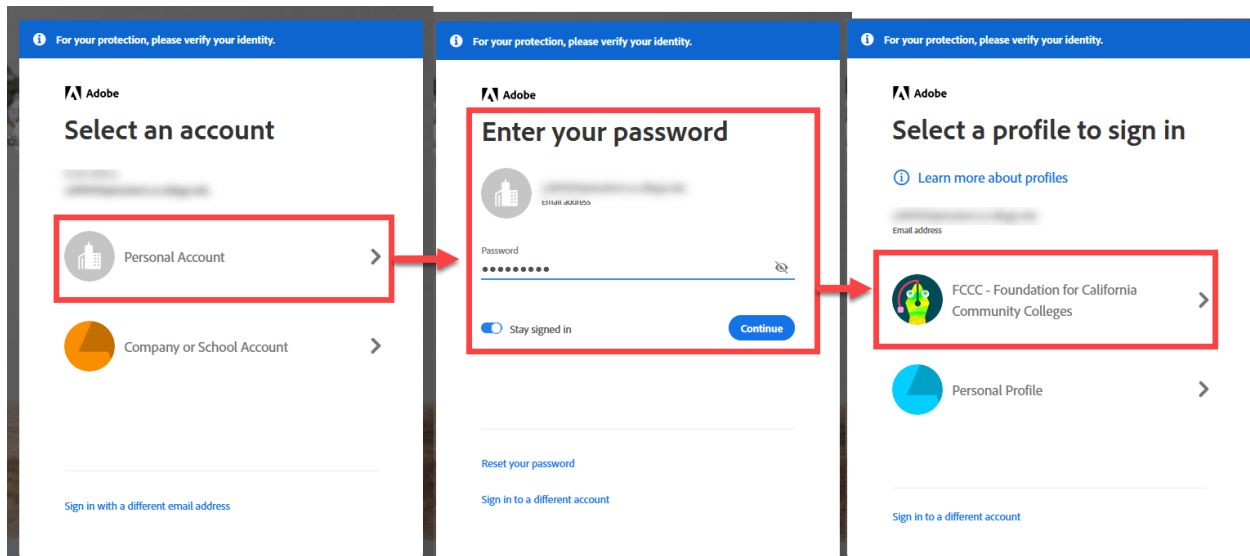 For your protection, please verify your identity.
Adobe
Select an account
Personal Account
Company or School Account
Sign in with a different email address
For your protection, please verify your identity.
Adobe
Enter your password
Email address
Password
Stay signed in
Continue
Reset your password
Sign in to a different account
For your protection, please verify your identity.
Adobe
Select a profile to sign in
Learn more about profiles
Email address
FCCC - Foundation for California
Community Colleges
Personal Profile
Sign in to a different account